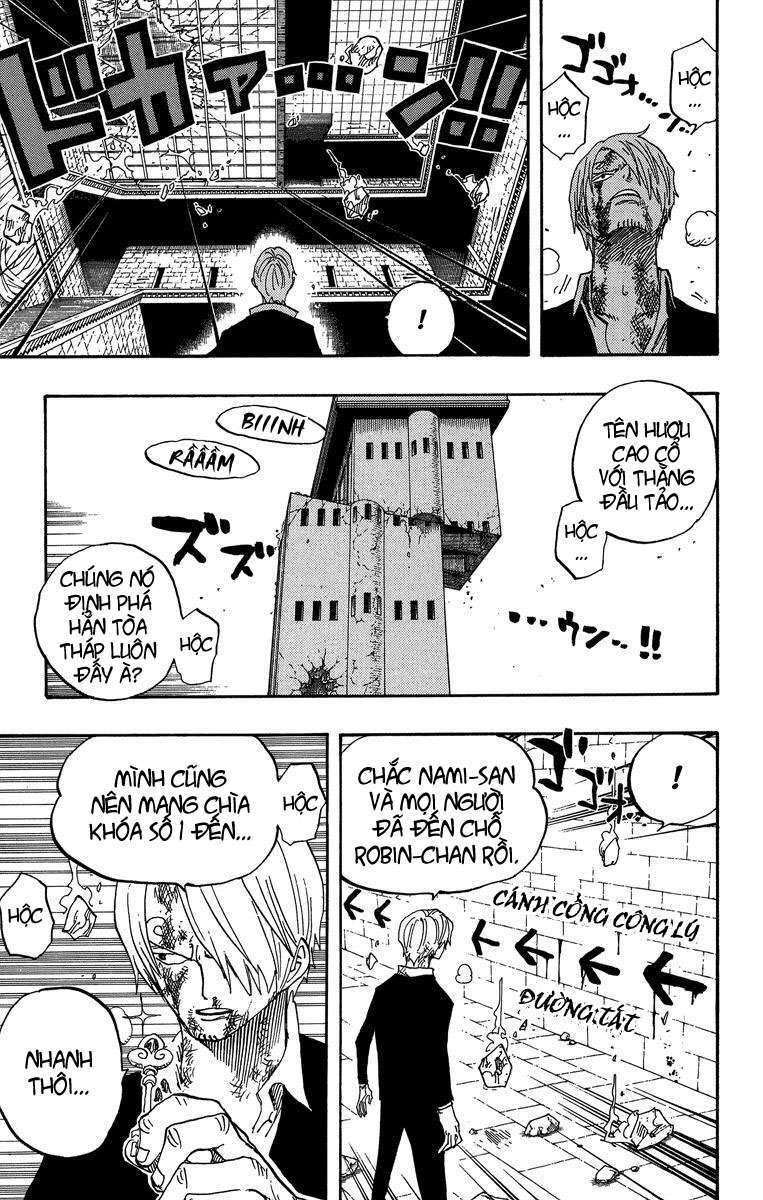 ゴゴゴ...
HỘC
...
HỘC
...
ドカァ...ン!!
!
TÊN HƯƠU
CAO CỔ
VỚI THẰNG
ĐẦU TẢO...
HỘC
...
BIIINH
RẦẦẦM
ズズ
...ウン..!!
CHÚNG NÓ
ĐỊNH PHÁ
HẲN TÒA
THÁP LUÔN
ĐẤY À?
HỘC
!
ゴゴゴ
CHẮC NAMI-SAN
VÀ MỌI NGƯỜI
ĐÃ ĐẾN CHỖ
ROBIN-CHAN RỒI.
CÁNH CỔNG CÔNG LÝ
ĐƯỜNG TẮT
MÌNH CŨNG
NÊN MANG CHÌA
KHÓA SỐ 1 ĐẾN...
HỘC
HỘC
NHANH
THÔI...